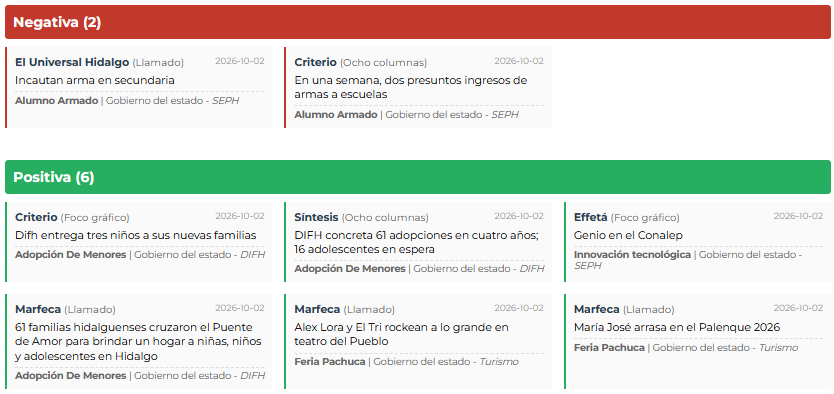 Negativa (2)
El Universal Hidalgo (Llamado) 2026-10-02
Incautan arma en secundaria
Alumno Armado | Gobierno del estado - SEPH
Criterio (Ocho columnas) 2026-10-02
En una semana, dos presuntos ingresos de
armas a escuelas
Alumno Armado | Gobierno del estado - SEPH
Positiva (6)
Criterio (Foco gráfico) 2026-10-02
Difh entrega tres niños a sus nuevas familias
Adopción De Menores | Gobierno del estado - DIFH
Síntesis (Ocho columnas) 2026-10-02
DIFH concreta 61 adopciones en cuatro años;
16 adolescentes en espera
Adopción De Menores | Gobierno del estado - DIFH
Effetá (Foco gráfico) 2026-10-02
Genio en el Conalep
Innovación tecnológica | Gobierno del estado -
SEPH
Marfeca (Llamado) 2026-10-02
61 familias hidalguenses cruzaron el Puente
de Amor para brindar un hogar a niñas, niños
y adolescentes en Hidalgo
Adopción De Menores | Gobierno del estado - DIFH
Marfeca (Llamado) 2026-10-02
Alex Lora y El Tri rockean a lo grande en
teatro del Pueblo
Feria Pachuca | Gobierno del estado - Turismo
Marfeca (Llamado) 2026-10-02
María José arrasa en el Palenque 2026
Feria Pachuca | Gobierno del estado - Turismo